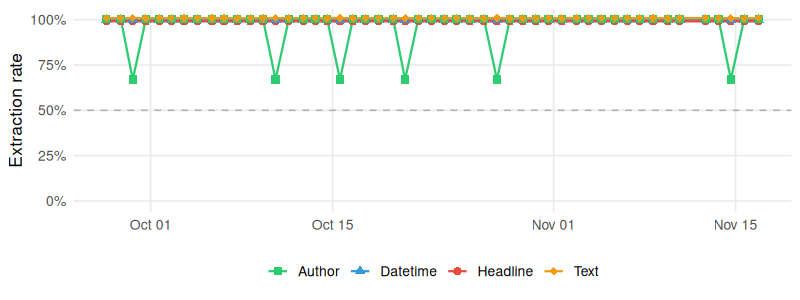 Extraction rate
100%
75%
50%
25%
0%
Oct 01 Oct 15 Nov 01 Nov 15
Author Datetime Headline Text